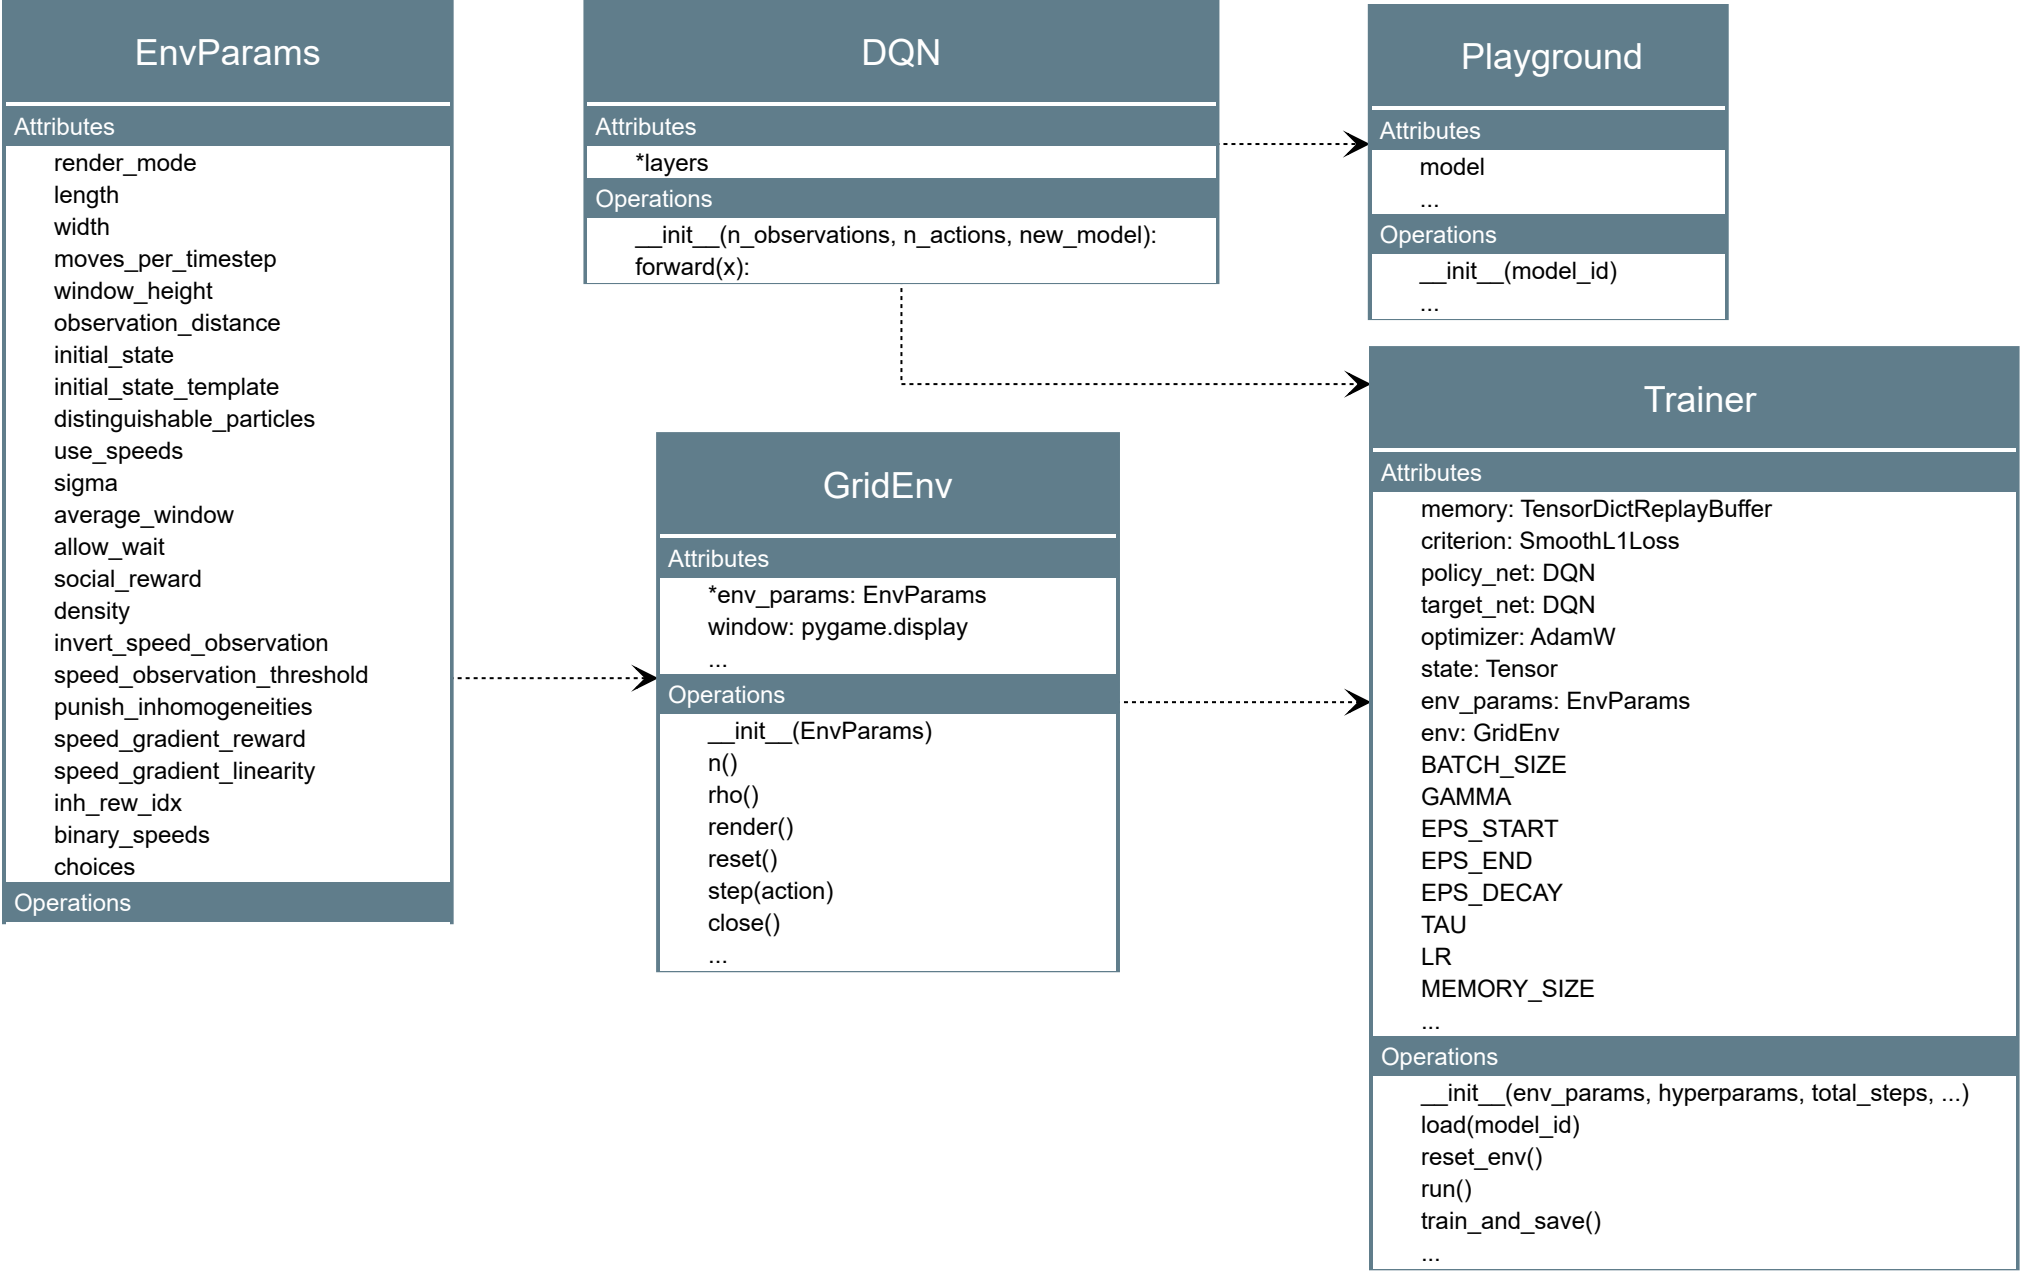 EnvParams
Attributes
render_mode
length
width
moves_per_timestep
window_height
observation_distance
initial_state
initial_state_template
distinguishable_particles
use_speeds
sigma
average_window
allow_wait
social_reward
density
invert_speed_observation
speed_observation_threshold
punish_inhomogeneities
speed_gradient_reward
speed_gradient_linearity
inh_rew_idx
binary_speeds
choices
Operations
DQN
Attributes
*layers
Operations
__init__(n_observations, n_actions, new_model):
forward(x):
GridEnv
Attributes
*env_params: EnvParams
window: pygame.display
...
Operations
__init__(EnvParams)
n()
rho()
render()
reset()
step(action)
close()
...
Playground
Attributes
model
...
Operations
__init__(model_id)
...
Trainer
Attributes
memory: TensorDictReplayBuffer
criterion: SmoothL1Loss
policy_net: DQN
target_net: DQN
optimizer: AdamW
state: Tensor
env_params: EnvParams
env: GridEnv
BATCH_SIZE
GAMMA
EPS_START
EPS_END
EPS_DECAY
TAU
LR
MEMORY_SIZE
...
Operations
__init__(env_params, hyperparams, total_steps, ...)
load(model_id)
reset_env()
run()
train_and_save()
...